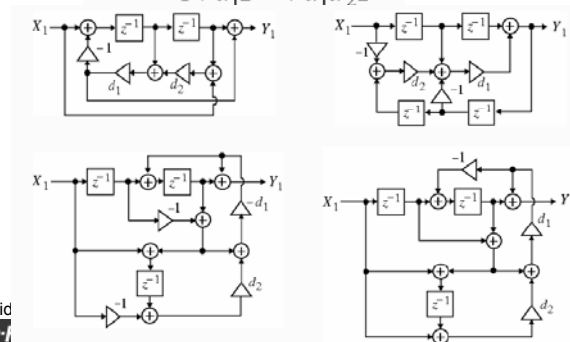 X₁ z⁻¹ z⁻¹ Y₁
-1
d₁ d₂
X₁ z⁻¹ z⁻¹ Y₁
-1
d₂ d₁
-1
z⁻¹ z⁻¹
X₁ z⁻¹ z⁻¹ Y₁
-1 -d₁
z⁻¹ d₂
-1
-1
X₁ z⁻¹ z⁻¹ Y
d₁
z⁻¹ d₂